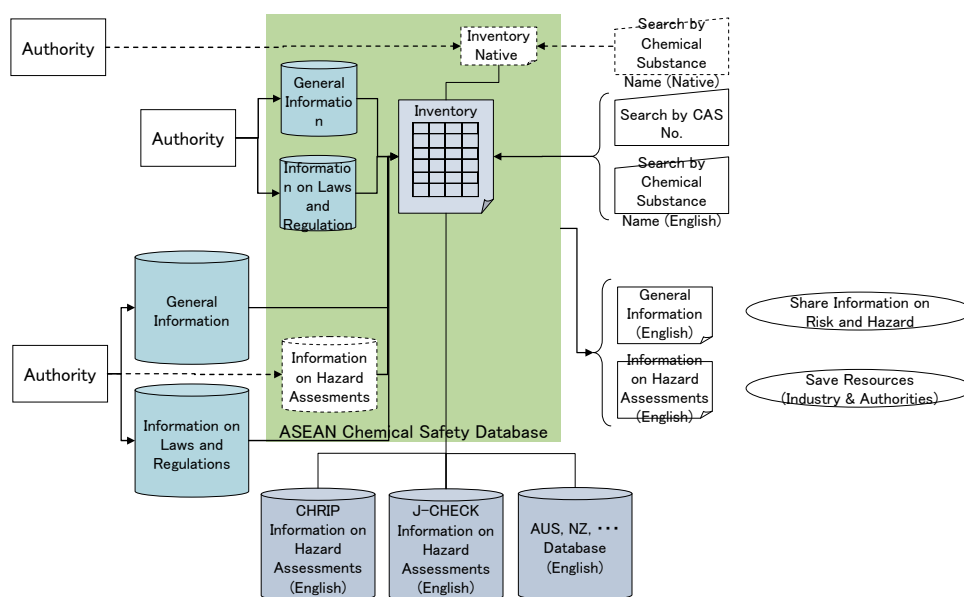 Authority
Inventory
Native
Search by
Chemical
Substance
Name (Native)
General
Informatio
n
Authority
Inventory
Search by CAS
No.
Informatio
n on Laws
and
Regulation
Search by
Chemical
Substance
Name (English)
General
Information
General
Information
(English)
Share Information on
Risk and Hazard
Authority
Information
on Hazard
Assesments
Information on
Hazard
Assessments
(English)
Save Resources
(Industry & Authorities)
Information on
Laws and
Regulations
ASEAN Chemical Safety Database
CHRIP
Information on
Hazard
Assessments
(English)
J-CHECK
Information on
Hazard
Assessments
(English)
AUS, NZ, ・・・
Database
(English)